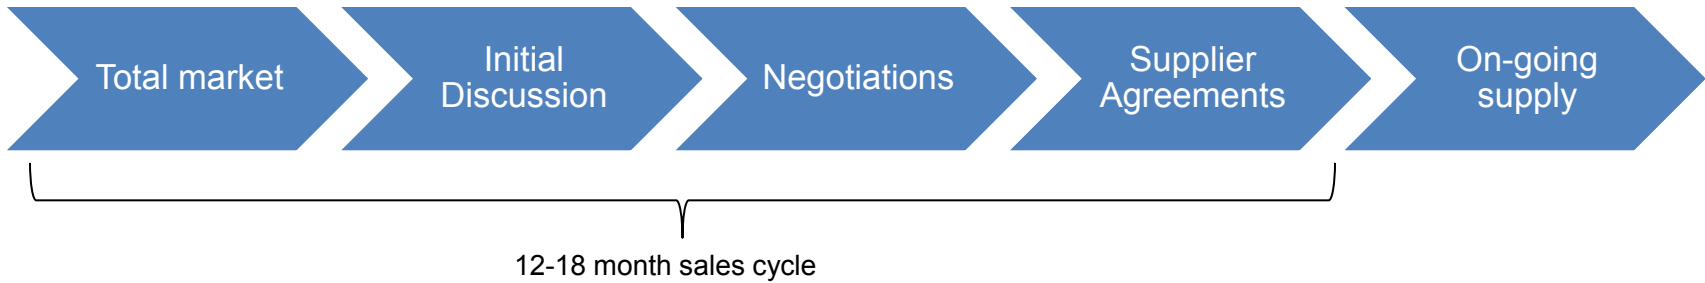 Total market
Initial
Discussion
Negotiations
Supplier
Agreements
On-going
supply
12-18 month sales cycle